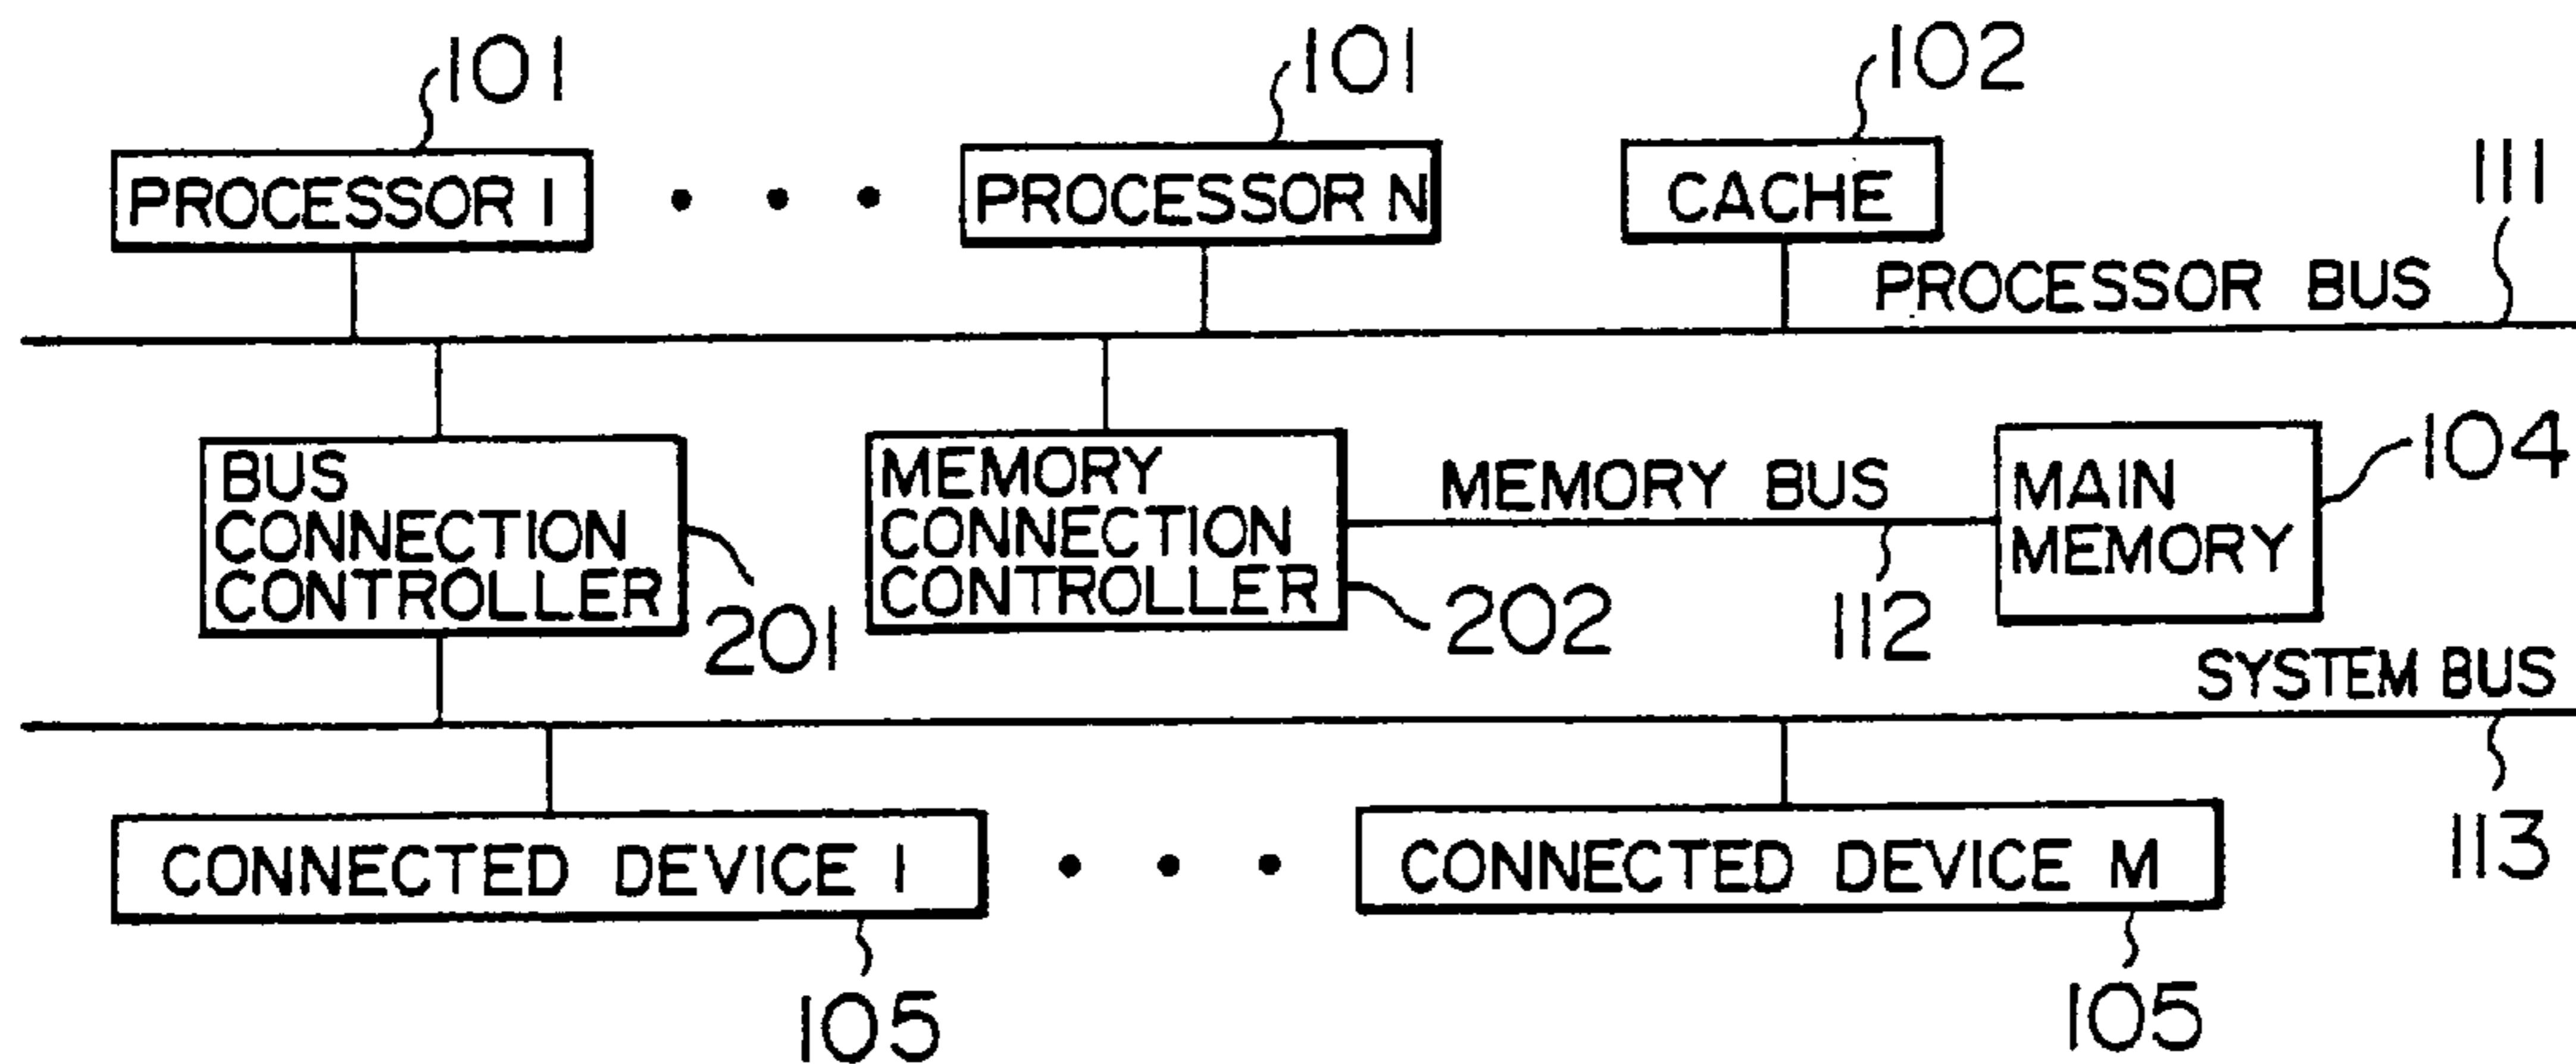 101 101 102
PROCESSOR 1 • • • PROCESSOR N CACHE 111
PROCESSOR BUS
BUS
CONNECTION
CONTROLLER
201
MEMORY
CONNECTION
CONTROLLER
202
MEMORY BUS
112
MAIN
MEMORY
104
SYSTEM BUS
113
CONNECTED DEVICE 1 • • • CONNECTED DEVICE M
105 105